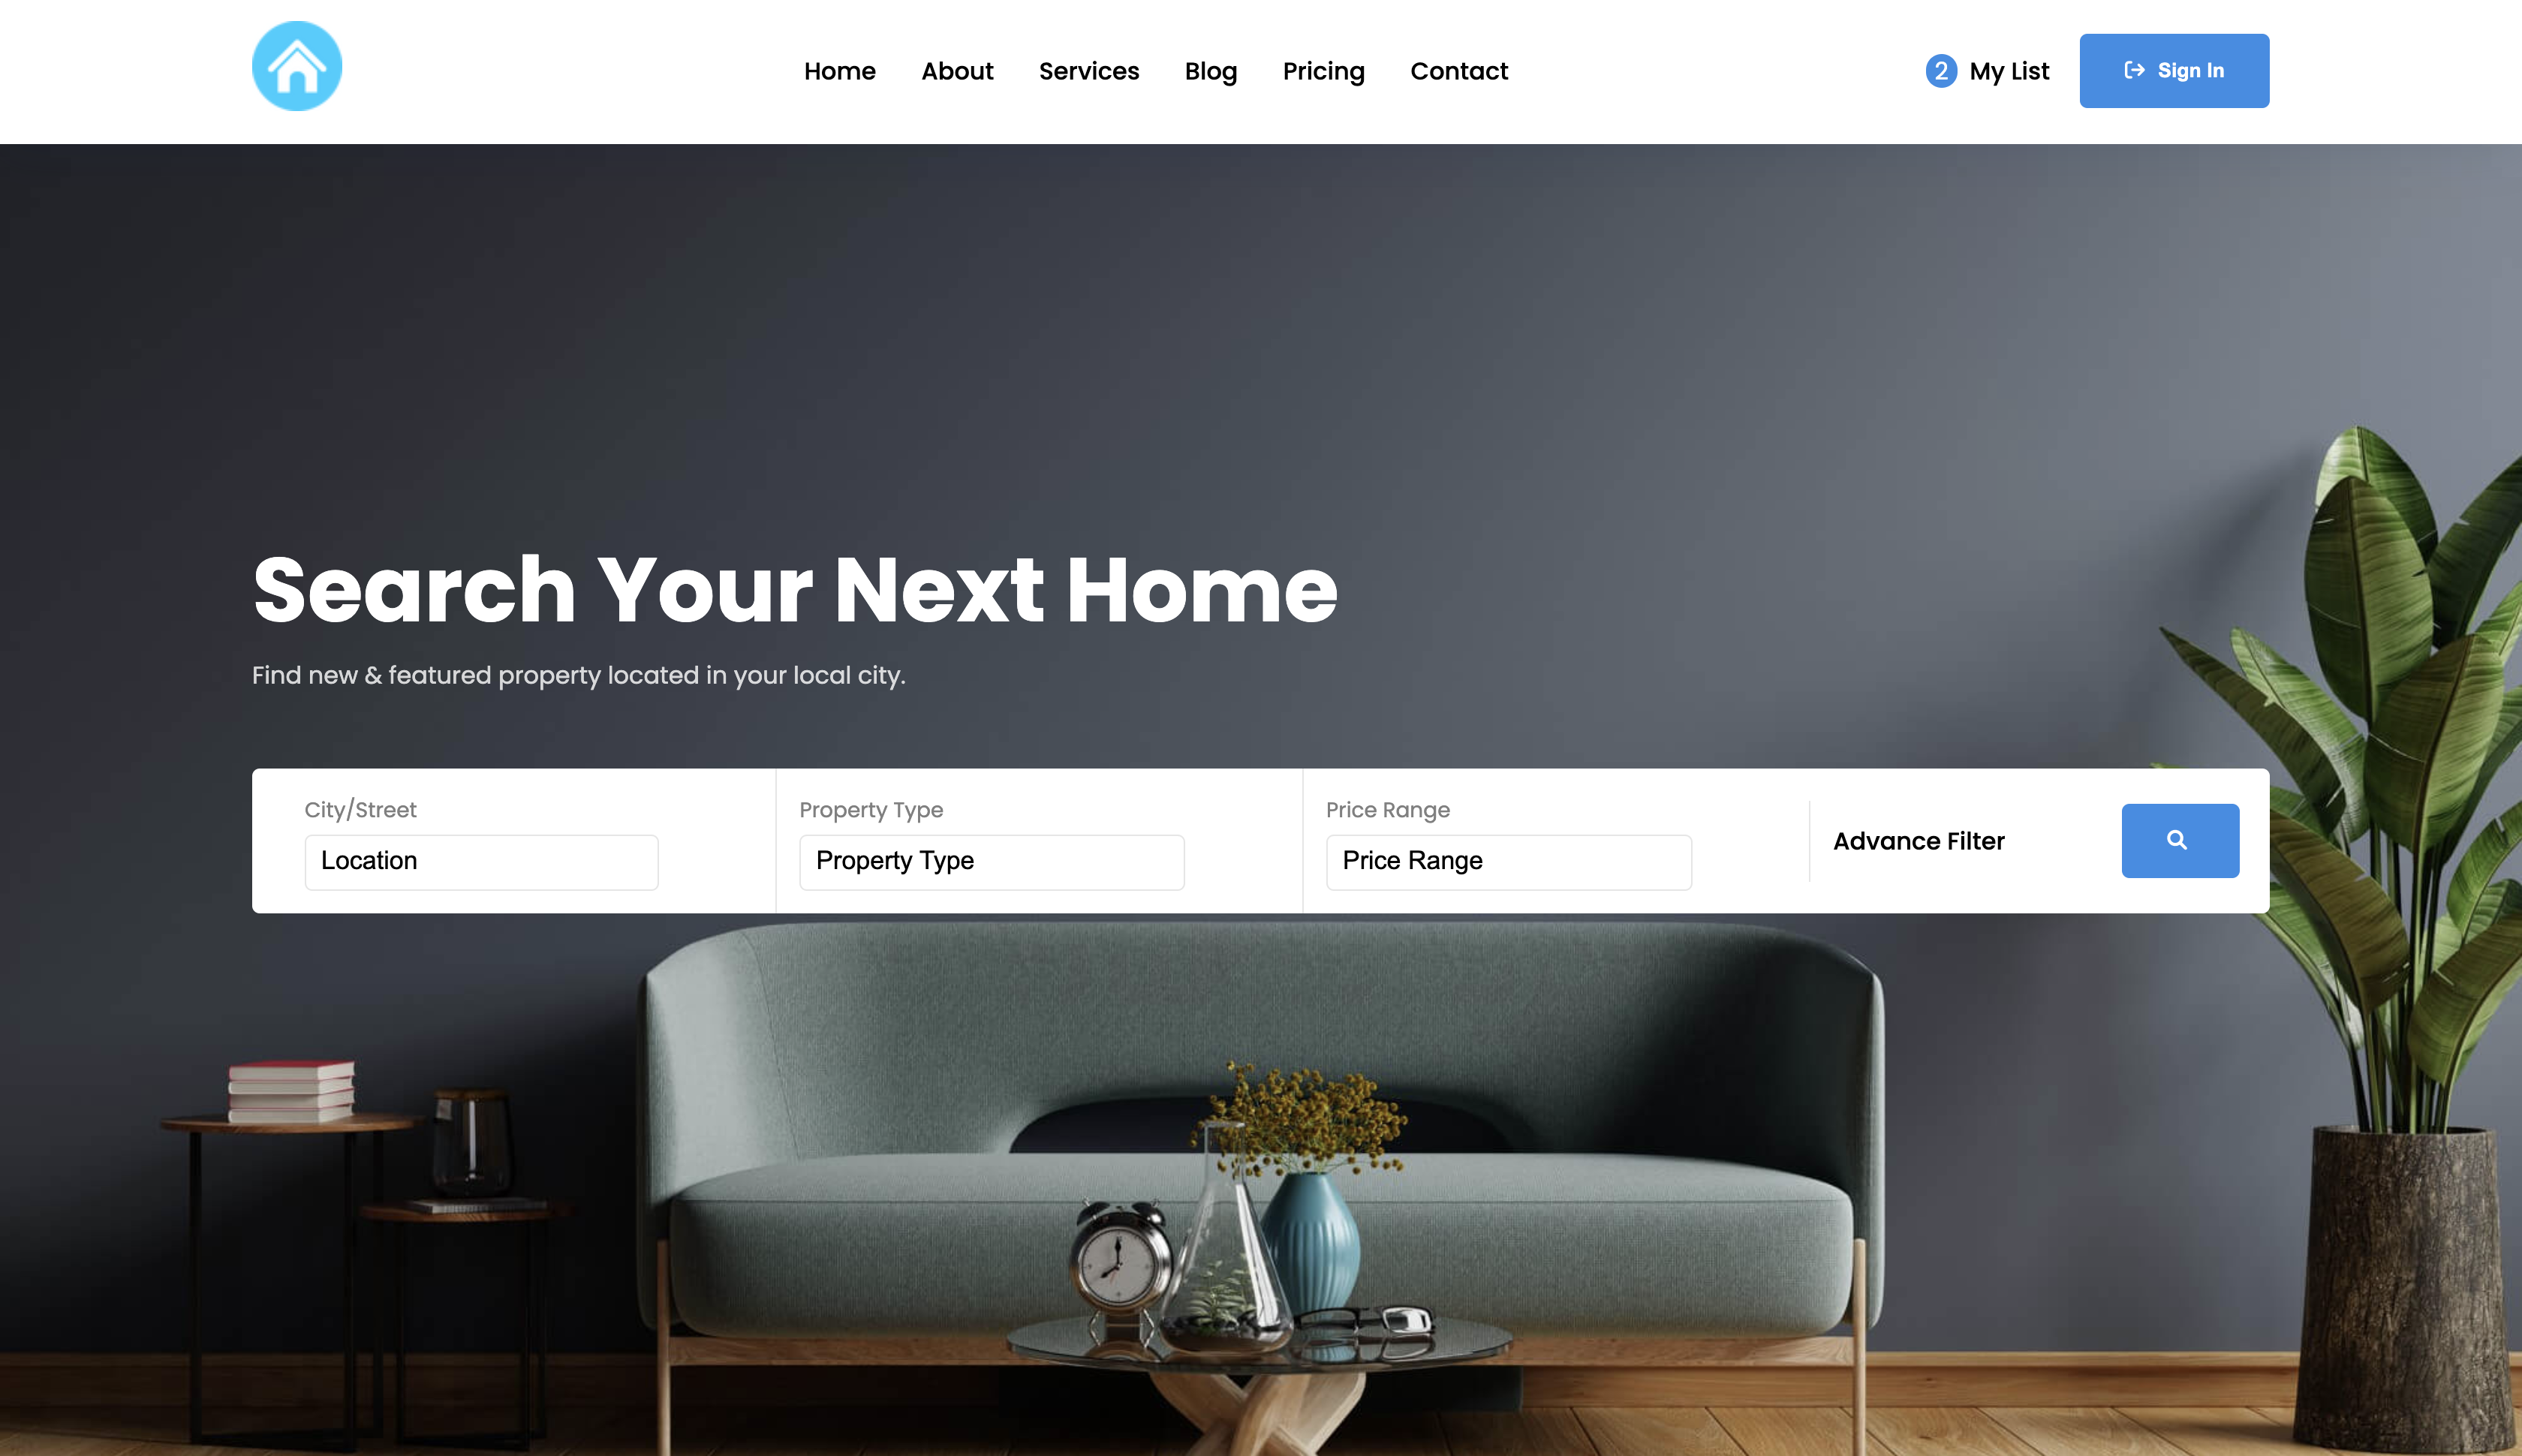 Home About Services Blog Pricing Contact 2 My List Sign In
Search Your Next Home
Find new & featured property located in your local city.
City/Street Property Type Price Range
Location Property Type Price Range Advance Filter